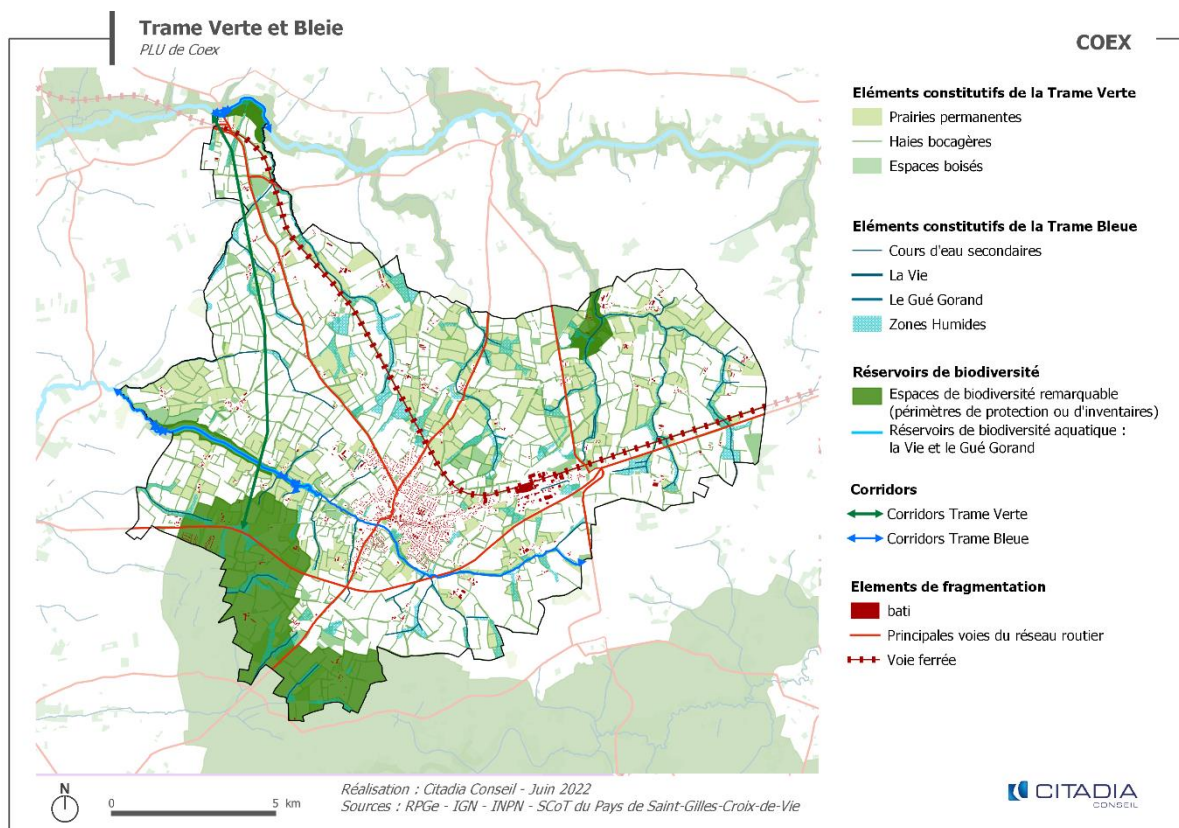 Trame Verte et Bleie
PLU de Coex
COEX
Eléments constitutifs de la Trame Verte
Prairies permanentes
Haies bocagères
Espaces boisés
Eléments constitutifs de la Trame Bleue
Cours d'eau secondaires
La Vie
Le Gué Gorand
Zones Humides
Réservoirs de biodiversité
Espaces de biodiversité remarquable
(périmètres de protection ou d'inventaires)
Réservoirs de biodiversité aquatique :
la Vie et le Gué Gorand
Corridors
Corridors Trame Verte
Corridors Trame Bleue
Elements de fragmentation
bati
Principales voies du réseau routier
Voie ferrée
N
0 5 km
Réalisation : Citadia Conseil - Juin 2022
Sources : RPGe - IGN - INPN - SCoT du Pays de Saint-Gilles-Croix-de-Vie
CITADIA
CONSEIL